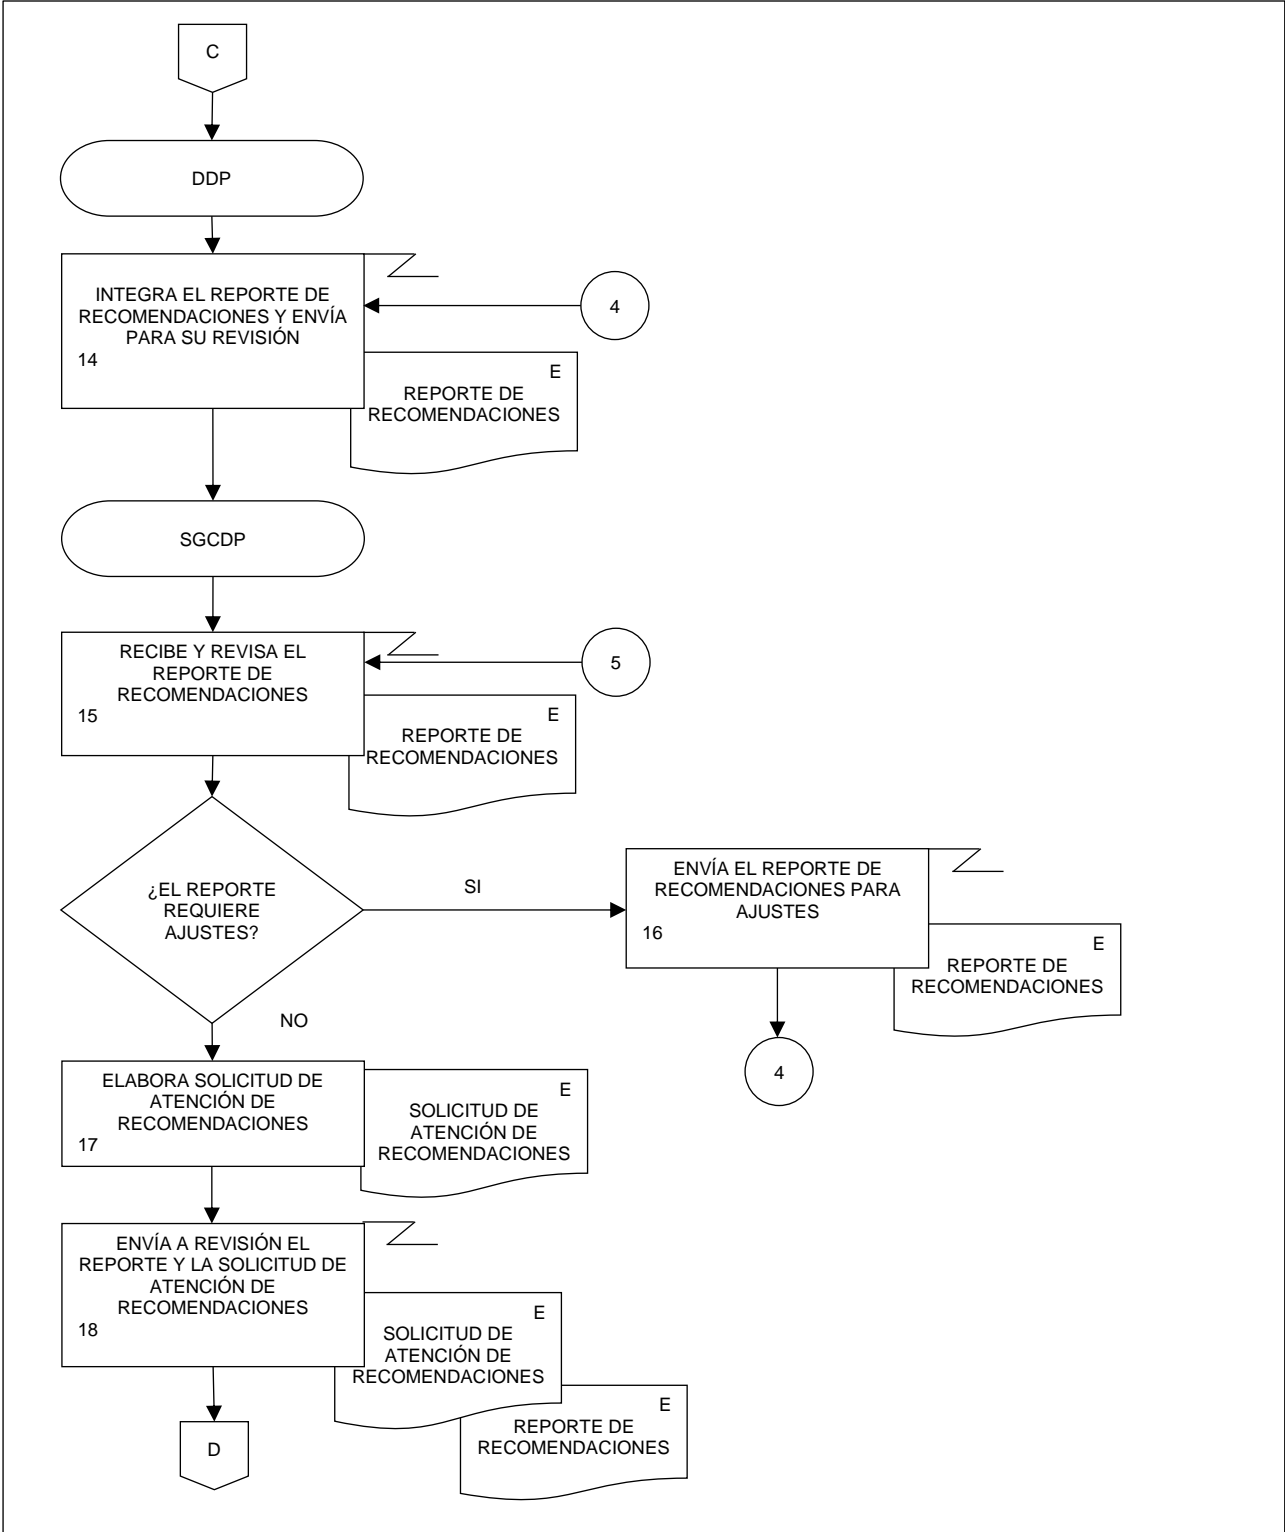 C
DDP
INTEGRA EL REPORTE DE
RECOMENDACIONES Y ENVÍA
PARA SU REVISIÓN
14
4
E
REPORTE DE
RECOMENDACIONES
SGCDP
RECIBE Y REVISA EL
REPORTE DE
RECOMENDACIONES
15
5
E
REPORTE DE
RECOMENDACIONES
¿EL REPORTE
REQUIERE
AJUSTES?
SI
ENVÍA EL REPORTE DE
RECOMENDACIONES PARA
AJUSTES
16
E
REPORTE DE
RECOMENDACIONES
4
NO
ELABORA SOLICITUD DE
ATENCIÓN DE
RECOMENDACIONES
17
E
SOLICITUD DE
ATENCIÓN DE
RECOMENDACIONES
ENVÍA A REVISIÓN EL
REPORTE Y LA SOLICITUD DE
ATENCIÓN DE
RECOMENDACIONES
18
E
SOLICITUD DE
ATENCIÓN DE
RECOMENDACIONES
E
REPORTE DE
RECOMENDACIONES
D